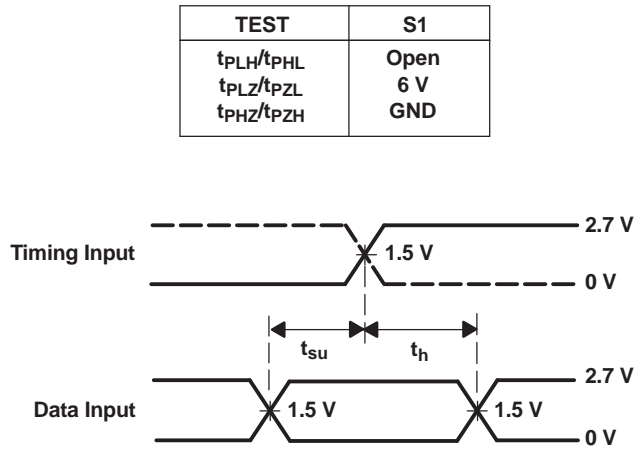 TEST S1
tPLH/tPHL Open
tPLZ/tPZL 6 V
tPHZ/tPZH GND
2.7 V
Timing Input 1.5 V
0 V
tsu th
2.7 V
Data Input 1.5 V 1.5 V
0 V